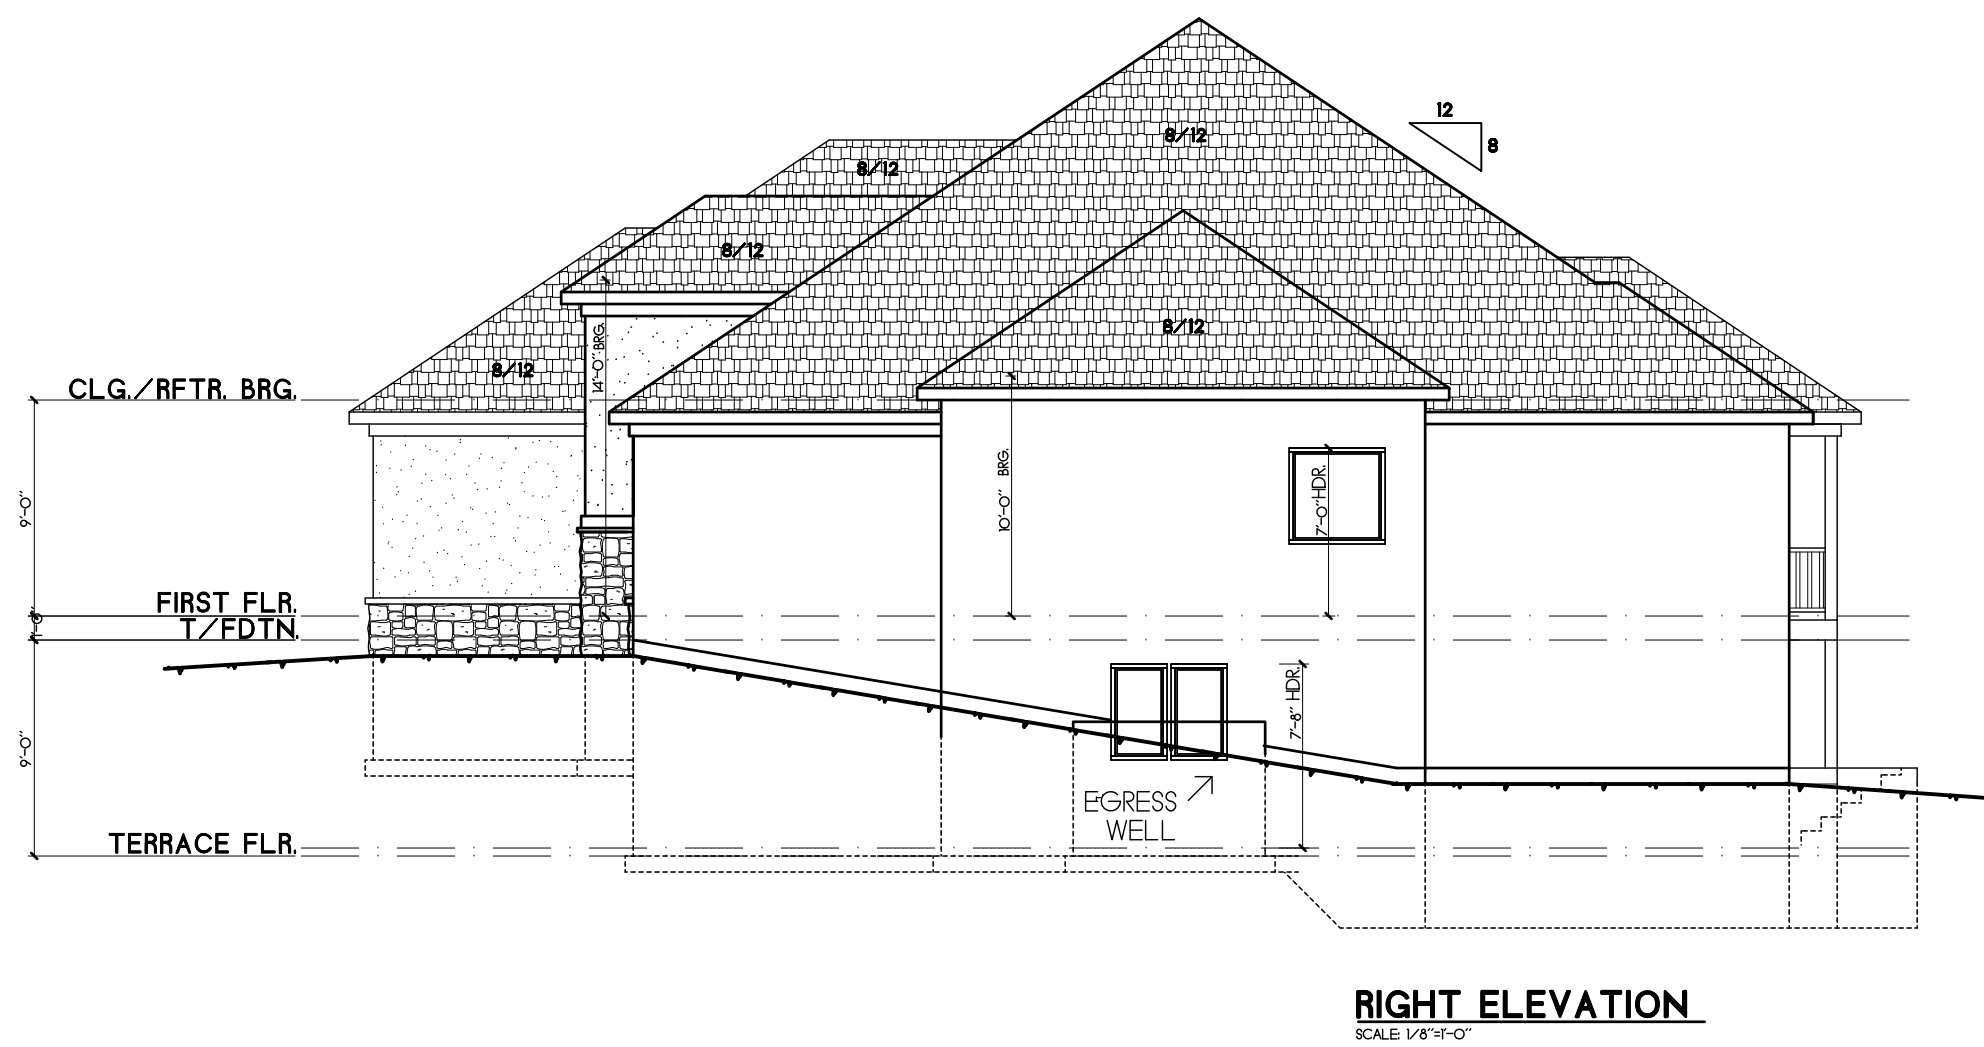 12
8
8/12
8/12
8/12
8/12
8/12
14'-0" BRG.
CLG./RFTR. BRG.
10'-0" BRG.
7'-0" HDR.
9'-0"
FIRST FLR.
T/FDTN.
7'-8" HDR.
9'-0"
EGRESS
WELL
TERRACE FLR.
RIGHT ELEVATION
SCALE: 1/8"=1'-0"